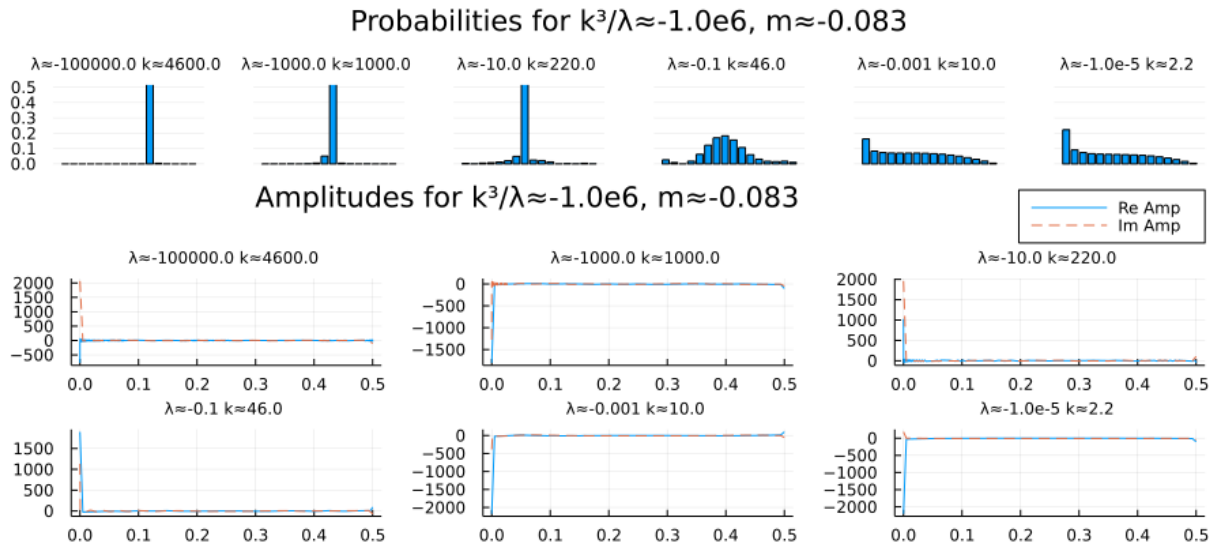 Probabilities for k³/λ≈-1.0e6, m≈-0.083
λ≈-100000.0 k≈4600.0 λ≈-1000.0 k≈1000.0 λ≈-10.0 k≈220.0 λ≈-0.1 k≈46.0 λ≈-0.001 k≈10.0 λ≈-1.0e-5 k≈2.2
0.5
0.4
0.3
0.2
0.1
0.0
Amplitudes for k³/λ≈-1.0e6, m≈-0.083
Re Amp
Im Amp
λ≈-100000.0 k≈4600.0
2000
1500
1000
500
0
−500
0.0 0.1 0.2 0.3 0.4 0.5
λ≈-1000.0 k≈1000.0
0
−500
−1000
−1500
0.0 0.1 0.2 0.3 0.4 0.5
λ≈-10.0 k≈220.0
2000
1500
1000
500
0
0.0 0.1 0.2 0.3 0.4 0.5
λ≈-0.1 k≈46.0
1500
1000
500
0
0.0 0.1 0.2 0.3 0.4 0.5
λ≈-0.001 k≈10.0
0
−500
−1000
−1500
−2000
0.0 0.1 0.2 0.3 0.4 0.5
λ≈-1.0e-5 k≈2.2
0
−500
−1000
−1500
−2000
0.0 0.1 0.2 0.3 0.4 0.5